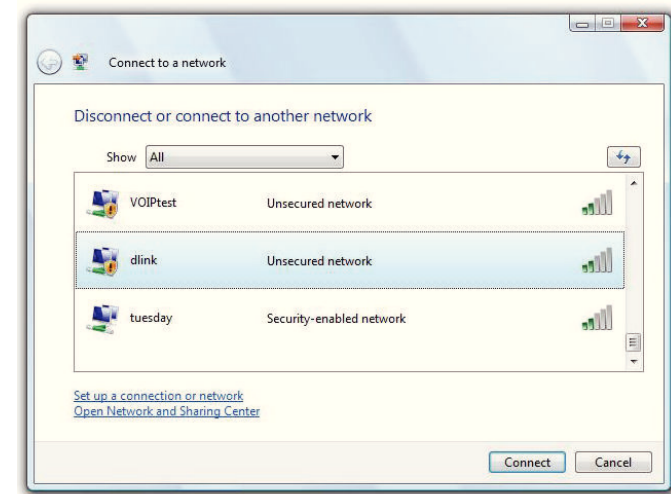 Connect to a network
Disconnect or connect to another network
Show All
VOIPtest Unsecured network
dlink Unsecured network
tuesday Security-enabled network
Set up a connection or network
Open Network and Sharing Center
Connect Cancel